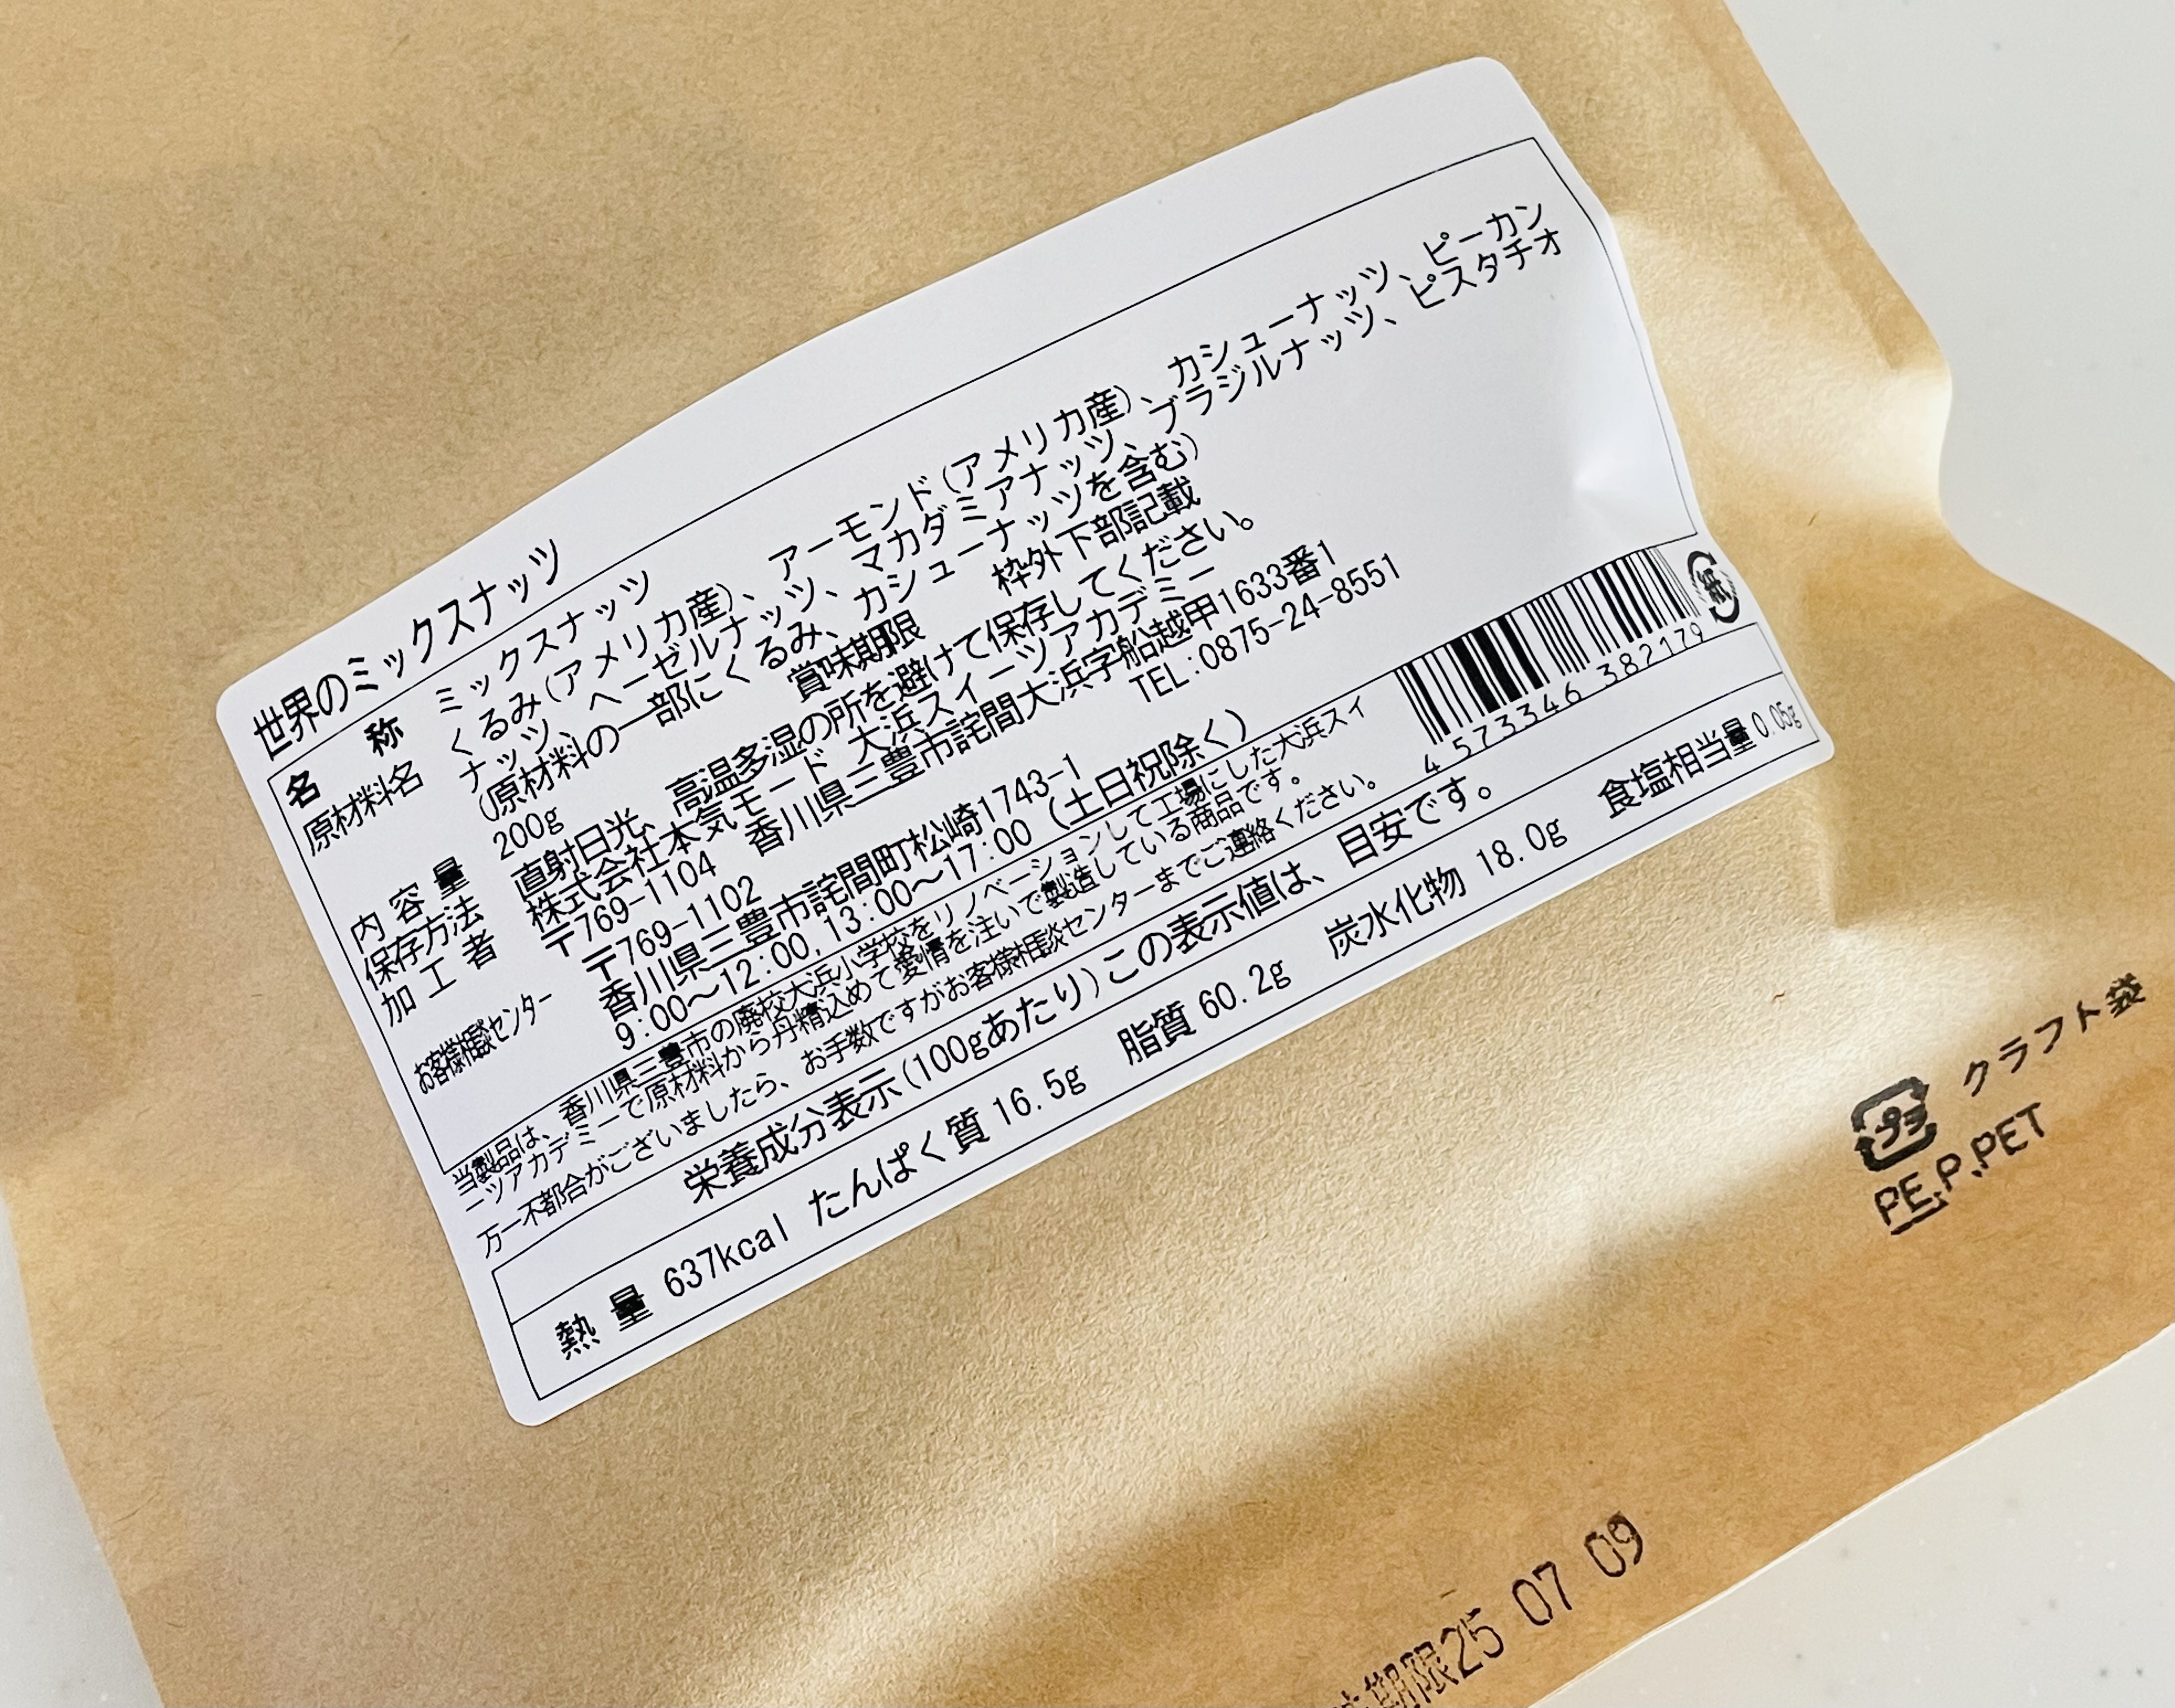 世界のミックスナッツ
名 称 ミックスナッツ
原材料名 くるみ(アメリカ産)、アーモンド(アメリカ産)、カシューナッツ、ピーカン
ナッツ、ヘーゼルナッツ、マカダミアナッツ、ブラジルナッツ、ピスタチオ
(原材料の一部にくるみ、カシューナッツを含む)
内 容 量 200g 賞味期限 枠外下部記載
保存方法 直射日光、高温多湿の所を避けて保存してください。
加 工 者 株式会社本気モード 大浜スイーツアカデミー
〒769-1104 香川県三豊市詫間大浜字船越甲1633番1
お客様相談センター 〒769-1102 TEL:0875-24-8551
香川県三豊市詫間町松崎1743-1
9:00～12:00, 13:00～17:00 (土日祝除く)
当製品は、香川県三豊市の廃校大浜小学校をリノベーションして工場にした大浜スイ
ーツアカデミーで原材料から丹精込めて愛情を注いで製造している商品です。
万一不都合がございましたら、お手数ですがお客様相談センターまでご連絡ください。
4 573346 382179
紙
栄養成分表示(100gあたり)この表示値は、目安です。
熱 量 637kcal たんぱく質 16.5g 脂質 60.2g 炭水化物 18.0g 食塩相当量 0.05g
プラ クラフト袋
PE.P.PET
期限25 07 09